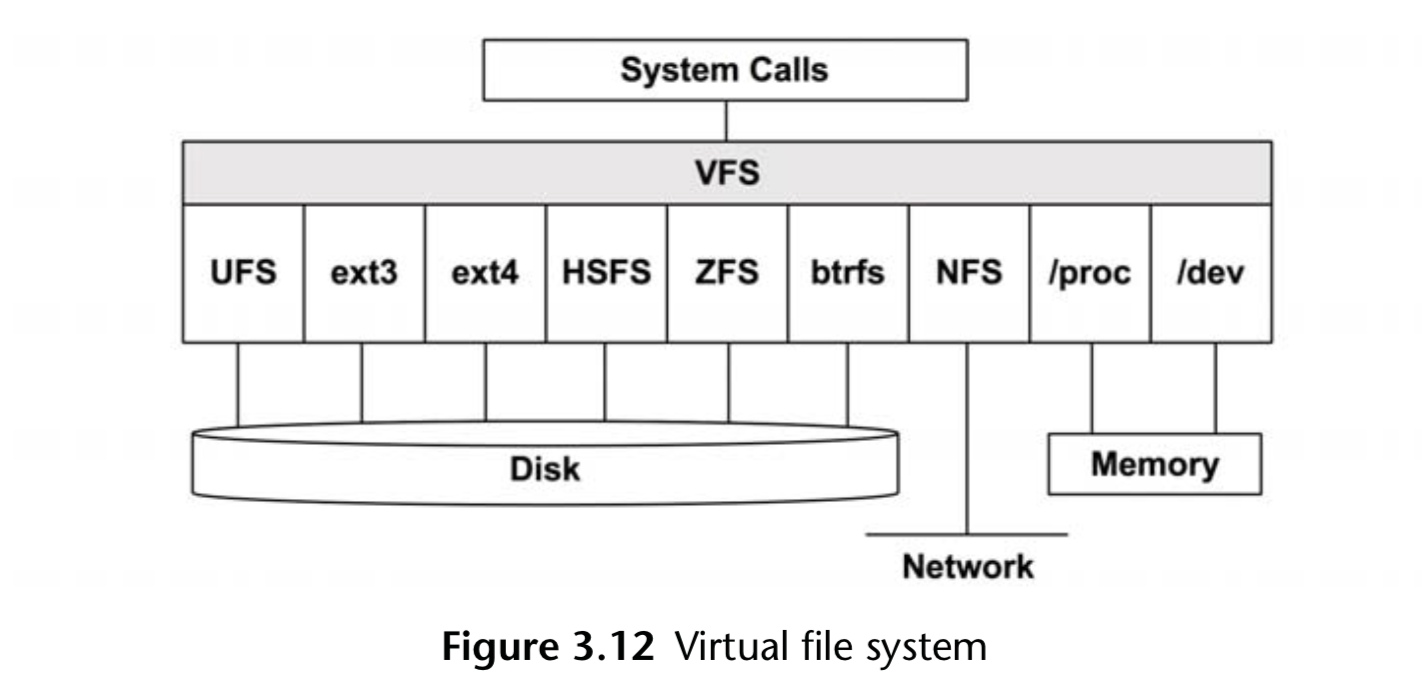 System Calls
VFS
UFS ext3 ext4 HSFS ZFS btrfs NFS /proc /dev
Disk Memory
Network
Figure 3.12 Virtual file system